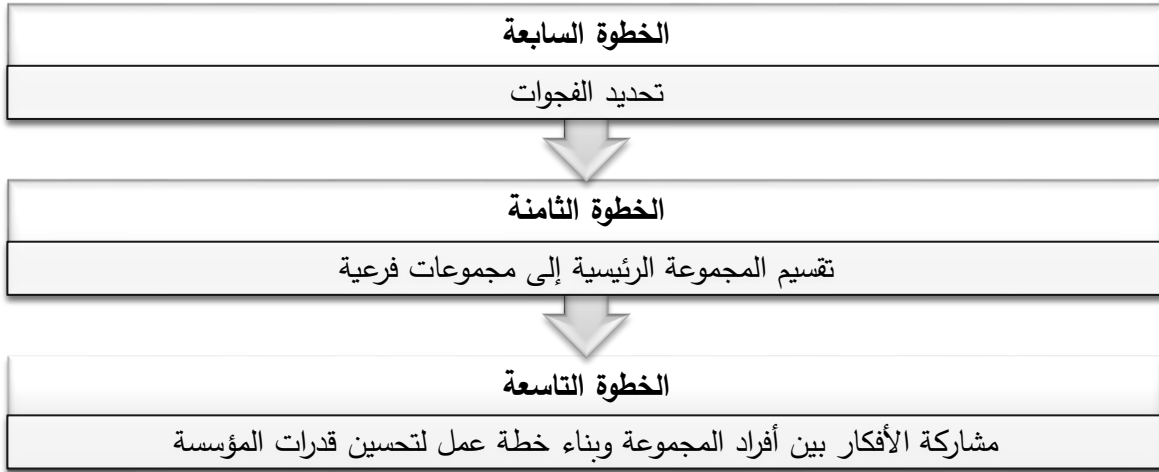 الخطوة السابعة
تحديد الفجوات
الخطوة الثامنة
تقسيم المجموعة الرئيسية إلى مجموعات فرعية
الخطوة التاسعة
مشاركة الأفكار بين أفراد المجموعة وبناء خطة عمل لتحسين قدرات المؤسسة